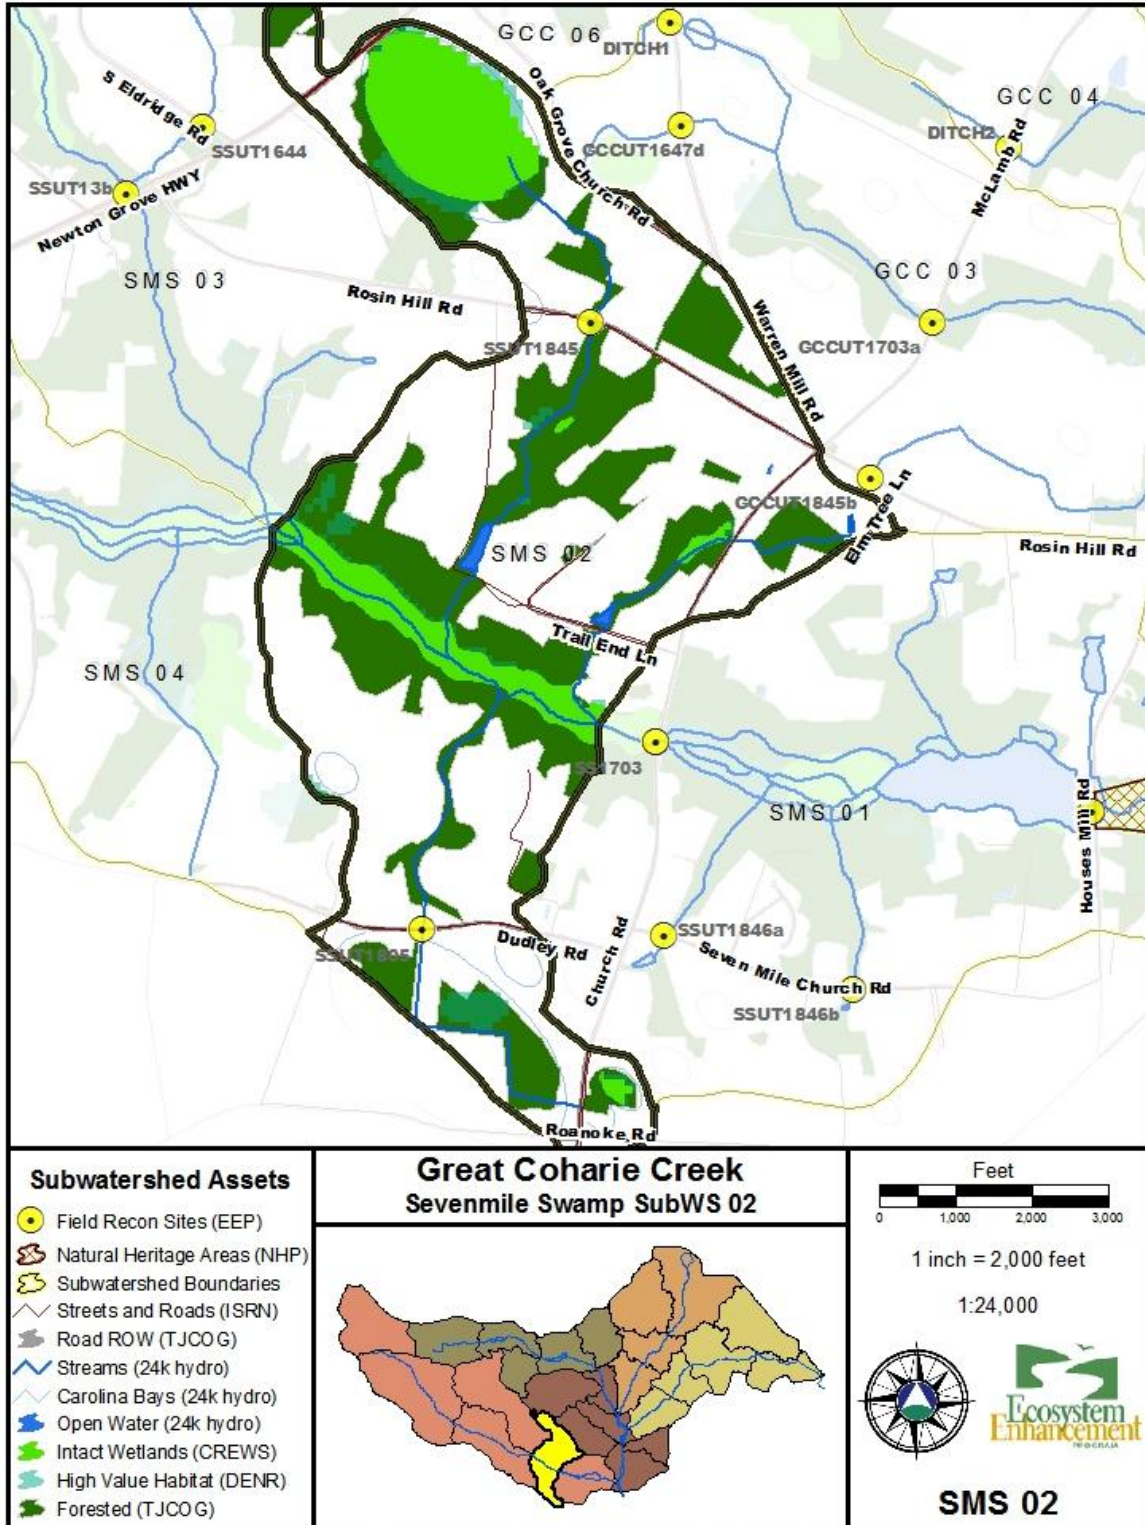 GCC 06
DITCH1
S Eldridge Rd
Oak Grove Church Rd
GCC 04
DITCH2
SSUT1644
GCCUT1647d
McLamb Rd
SSUT13b
Newton Grove HWY
SMS 03
GCC 03
Rosin Hill Rd
Warren Mill Rd
SSUT1845
GCCUT1703a
GCCUT1845b
Elm Tree Ln
SMS 02
Rosin Hill Rd
Trail End Ln
SMS 04
SS1703
SMS 01
Houses Mill Rd
SSUT1846a
Dudley Rd
SSUT1805
Church Rd
Seven Mile Church Rd
SSUT1846b
Roanoke Rd
Subwatershed Assets
Field Recon Sites (EEP)
Natural Heritage Areas (NHP)
Subwatershed Boundaries
Streets and Roads (ISRN)
Road ROW (TJCOG)
Streams (24k hydro)
Carolina Bays (24k hydro)
Open Water (24k hydro)
Intact Wetlands (CREWS)
High Value Habitat (DENR)
Forested (TJCOG)
Great Coharie Creek
Sevenmile Swamp SubWS 02
Feet
0 1,000 2,000 3,000
1 inch = 2,000 feet
1:24,000
Ecosystem
Enhancement
PROGRAM
SMS 02